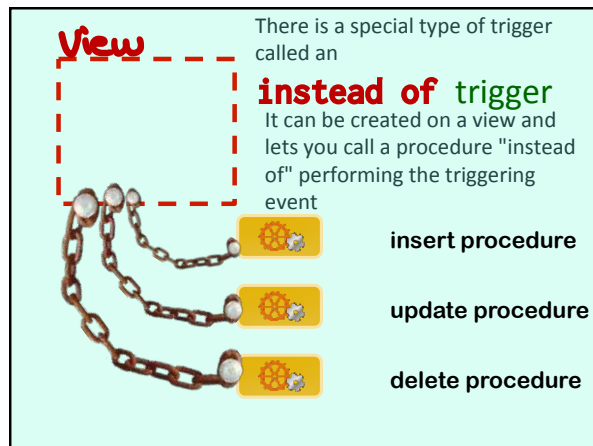 View
There is a special type of trigger
called an
instead of trigger
It can be created on a view and
lets you call a procedure "instead
of" performing the triggering
event
insert procedure
update procedure
delete procedure